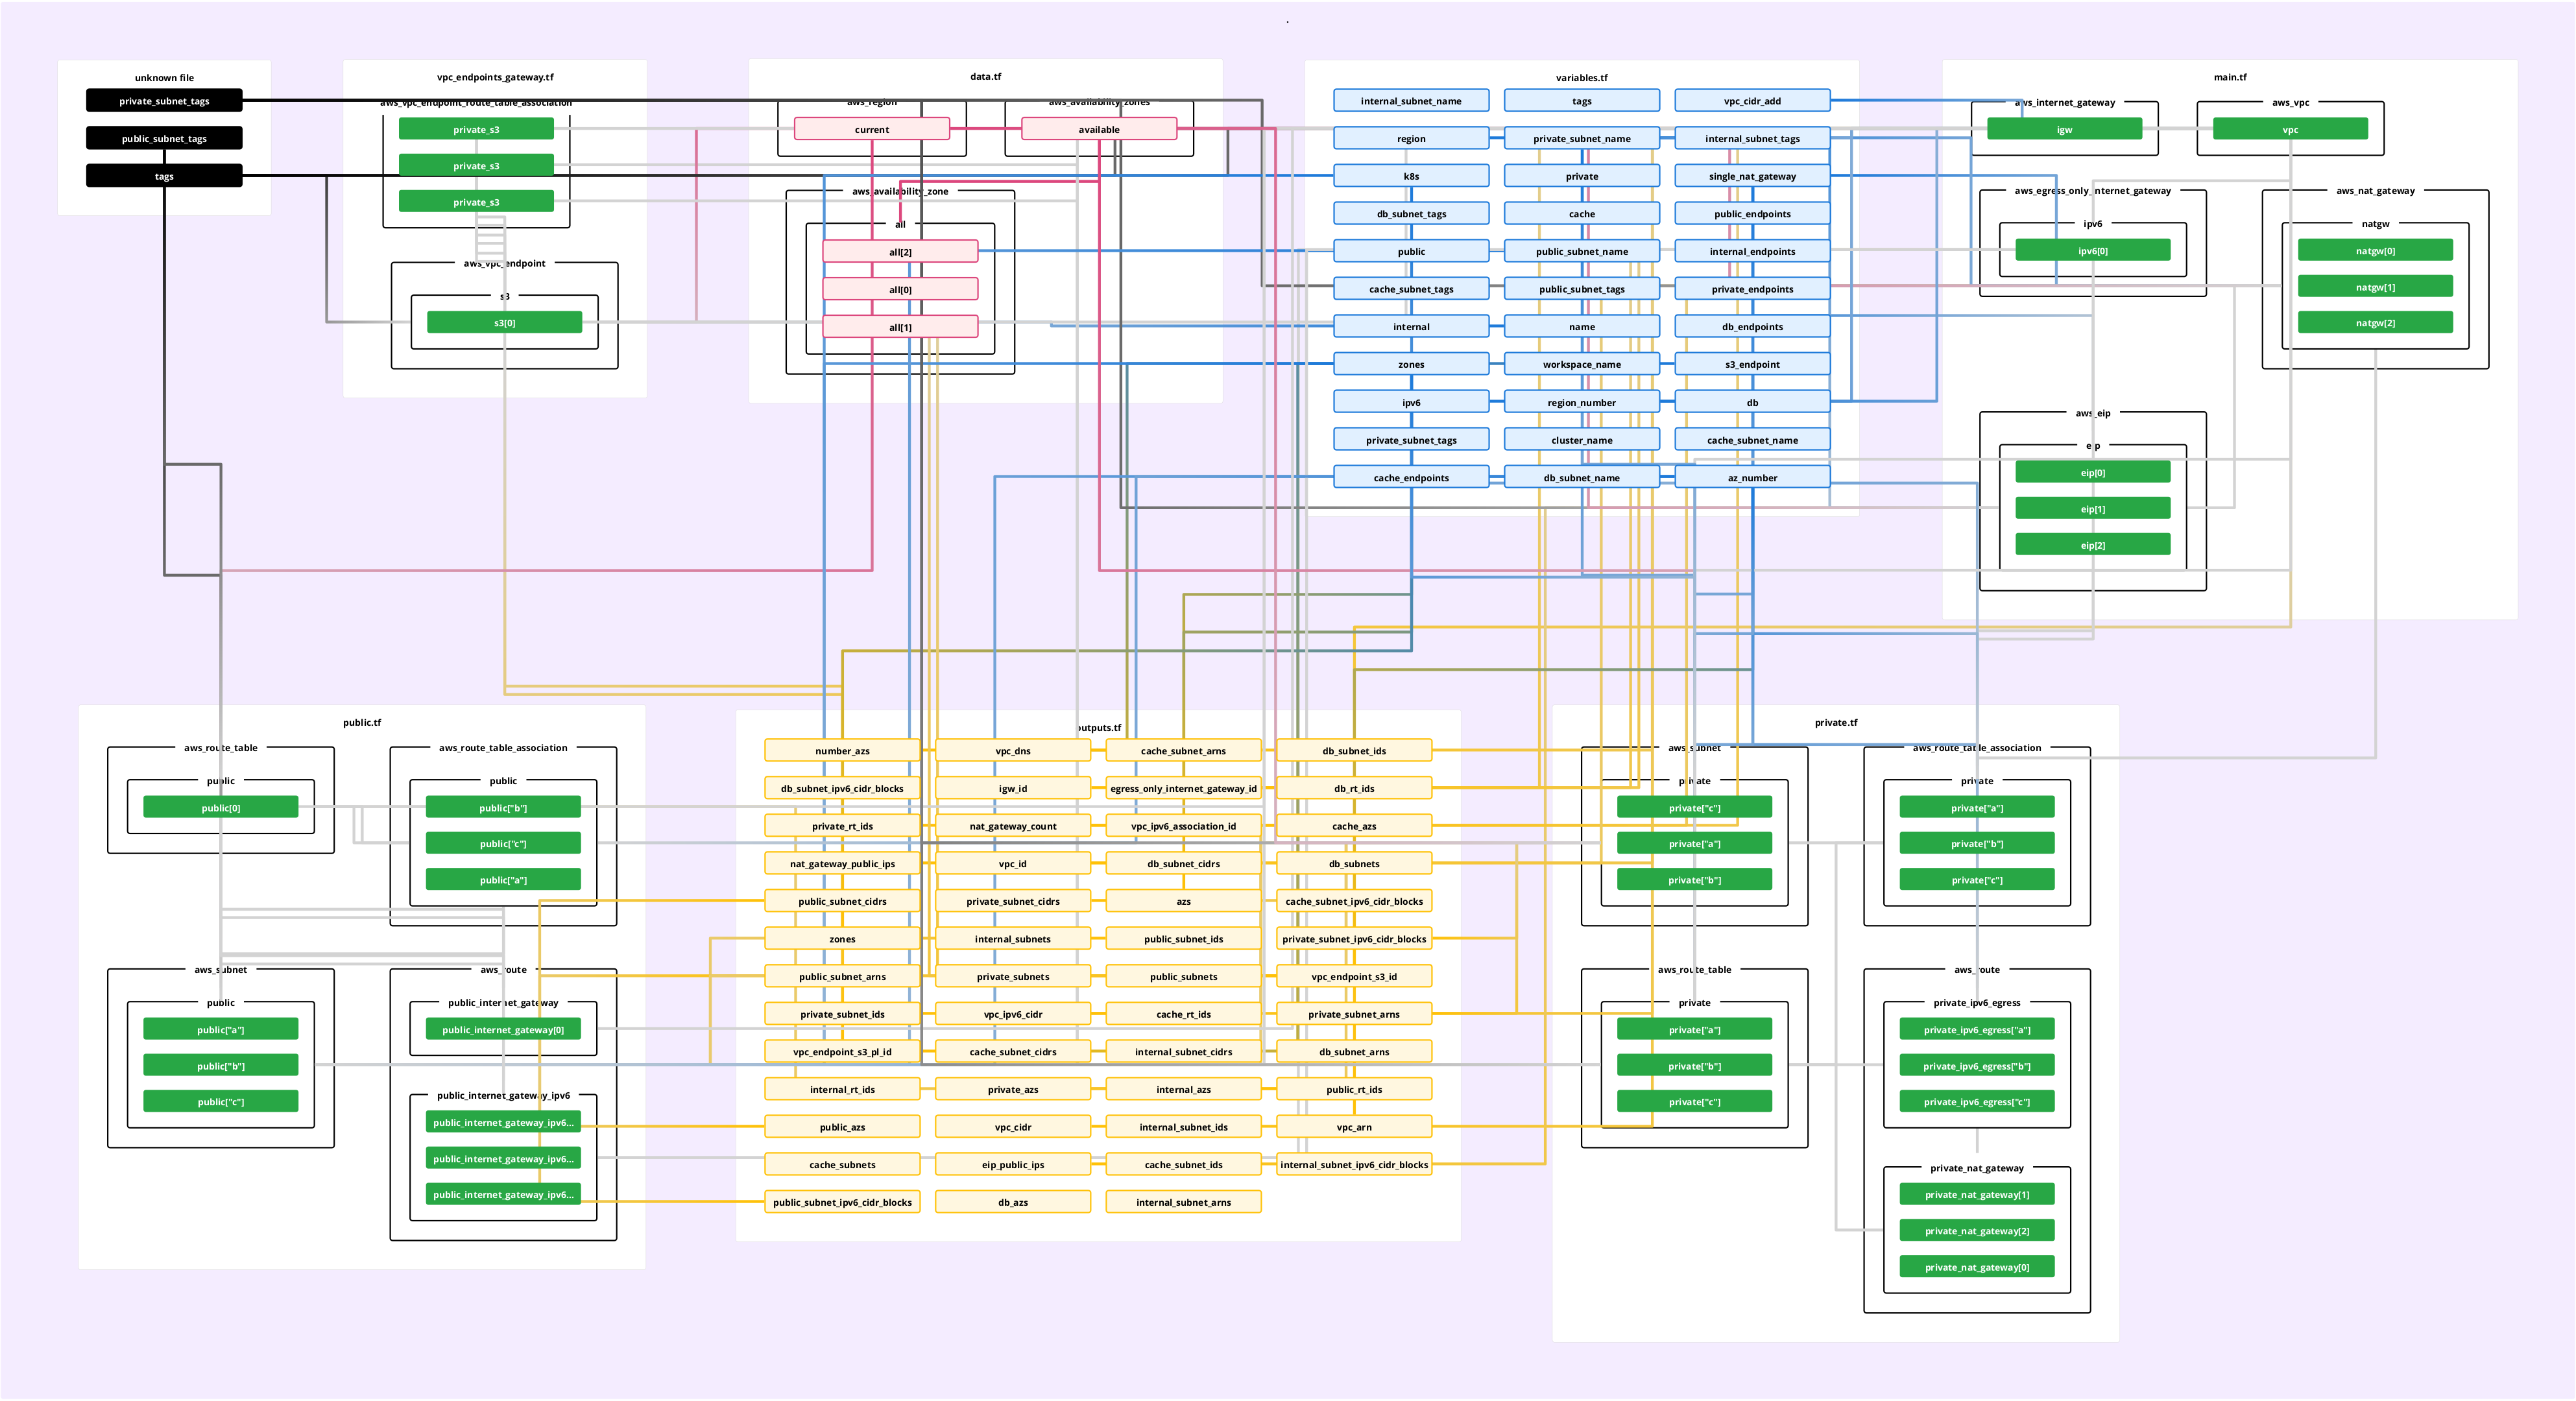 .
unknown file
private_subnet_tags
public_subnet_tags
tags
vpc_endpoints_gateway.tf
aws_vpc_endpoint_route_table_association
private_s3
private_s3
private_s3
aws_vpc_endpoint
s3
s3[0]
data.tf
aws_region
current
aws_availability_zones
available
aws_availability_zone
all
all[2]
all[0]
all[1]
variables.tf
internal_subnet_name
tags
vpc_cidr_add
region
private_subnet_name
internal_subnet_tags
k8s
private
single_nat_gateway
db_subnet_tags
cache
public_endpoints
public
public_subnet_name
internal_endpoints
cache_subnet_tags
public_subnet_tags
private_endpoints
internal
name
db_endpoints
zones
workspace_name
s3_endpoint
ipv6
region_number
db
private_subnet_tags
cluster_name
cache_subnet_name
cache_endpoints
db_subnet_name
az_number
main.tf
aws_internet_gateway
igw
aws_vpc
vpc
aws_egress_only_internet_gateway
ipv6
ipv6[0]
aws_nat_gateway
natgw
natgw[0]
natgw[1]
natgw[2]
aws_eip
eip
eip[0]
eip[1]
eip[2]
public.tf
aws_route_table
public
public[0]
aws_route_table_association
public
public["b"]
public["c"]
public["a"]
aws_subnet
public
public["a"]
public["b"]
public["c"]
aws_route
public_internet_gateway
public_internet_gateway[0]
public_internet_gateway_ipv6
public_internet_gateway_ipv6...
public_internet_gateway_ipv6...
public_internet_gateway_ipv6...
outputs.tf
number_azs
vpc_dns
cache_subnet_arns
db_subnet_ids
db_subnet_ipv6_cidr_blocks
igw_id
egress_only_internet_gateway_id
db_rt_ids
private_rt_ids
nat_gateway_count
vpc_ipv6_association_id
cache_azs
nat_gateway_public_ips
vpc_id
db_subnet_cidrs
db_subnets
public_subnet_cidrs
private_subnet_cidrs
azs
cache_subnet_ipv6_cidr_blocks
zones
internal_subnets
public_subnet_ids
private_subnet_ipv6_cidr_blocks
public_subnet_arns
private_subnets
public_subnets
vpc_endpoint_s3_id
private_subnet_ids
vpc_ipv6_cidr
cache_rt_ids
private_subnet_arns
vpc_endpoint_s3_pl_id
cache_subnet_cidrs
internal_subnet_cidrs
db_subnet_arns
internal_rt_ids
private_azs
internal_azs
public_rt_ids
public_azs
vpc_cidr
internal_subnet_ids
vpc_arn
cache_subnets
eip_public_ips
cache_subnet_ids
internal_subnet_ipv6_cidr_blocks
public_subnet_ipv6_cidr_blocks
db_azs
internal_subnet_arns
private.tf
aws_subnet
private
private["c"]
private["a"]
private["b"]
aws_route_table_association
private
private["a"]
private["b"]
private["c"]
aws_route_table
private
private["a"]
private["b"]
private["c"]
aws_route
private_ipv6_egress
private_ipv6_egress["a"]
private_ipv6_egress["b"]
private_ipv6_egress["c"]
private_nat_gateway
private_nat_gateway[1]
private_nat_gateway[2]
private_nat_gateway[0]